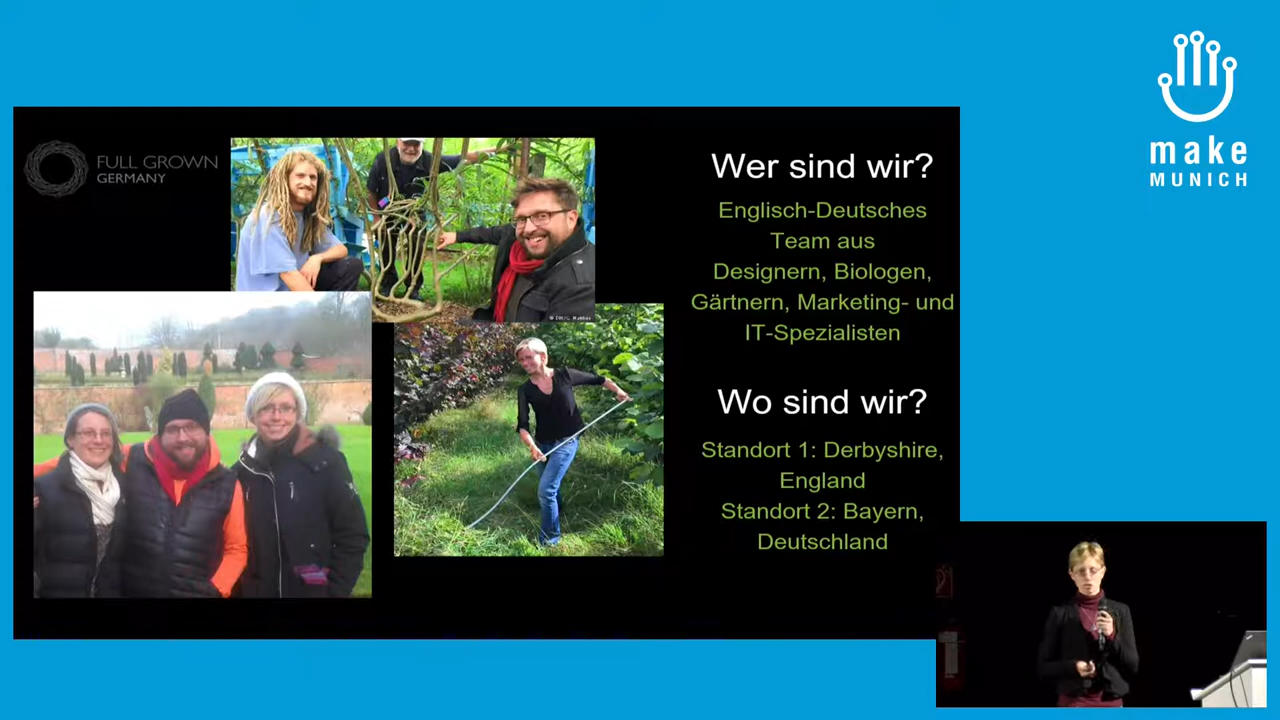 make
MUNICH
FULL GROWN
GERMANY
Wer sind wir?
Englisch-Deutsches
Team aus
Designern, Biologen,
Gärtnern, Marketing- und
IT-Spezialisten
Wo sind wir?
Standort 1: Derbyshire,
England
Standort 2: Bayern,
Deutschland